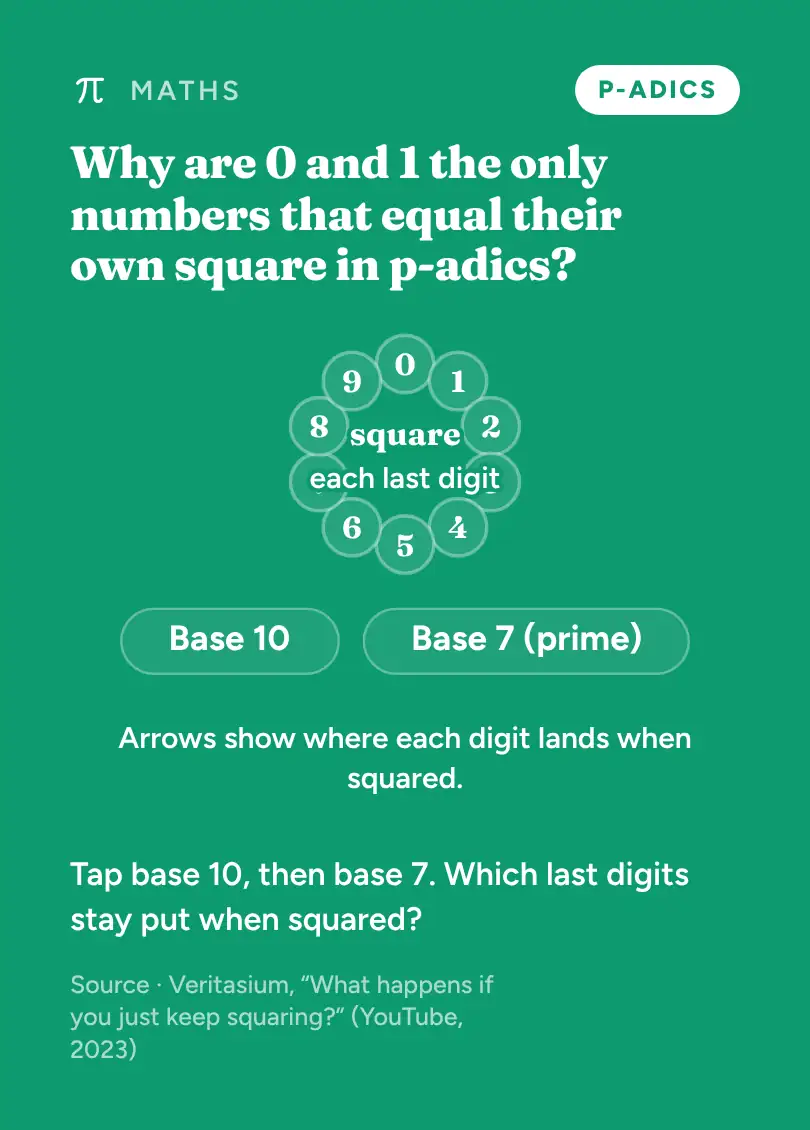 π MATHS
P-ADICS
Why are 0 and 1 the only
numbers that equal their
own square in p-adics?
0
9
1
8
square
2
each last digit
6
4
5
Base 10
Base 7 (prime)
Arrows show where each digit lands when
squared.
Tap base 10, then base 7. Which last digits
stay put when squared?
Source · Veritasium, “What happens if
you just keep squaring?” (YouTube,
2023)